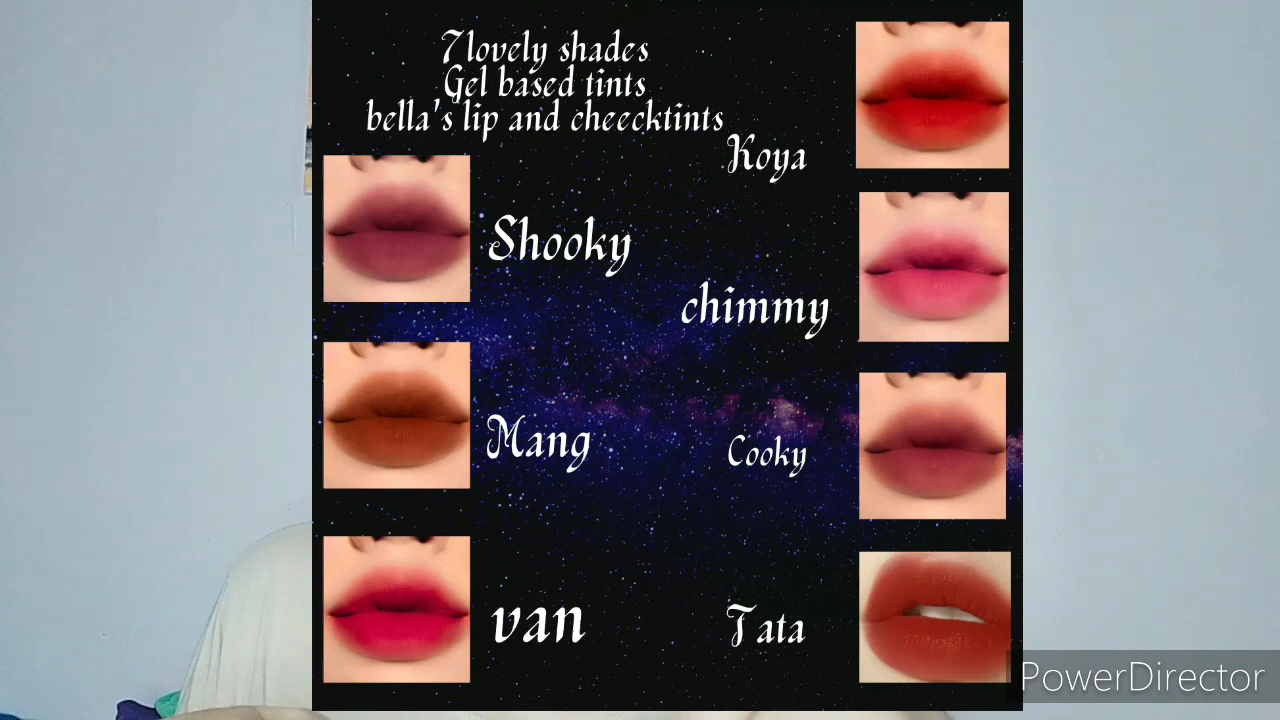 7 lovely shades
Gel based tints
bella's lip and cheecktints
Koya
Shooky
chimmy
Mang
Cooky
van
Tata
PowerDirector